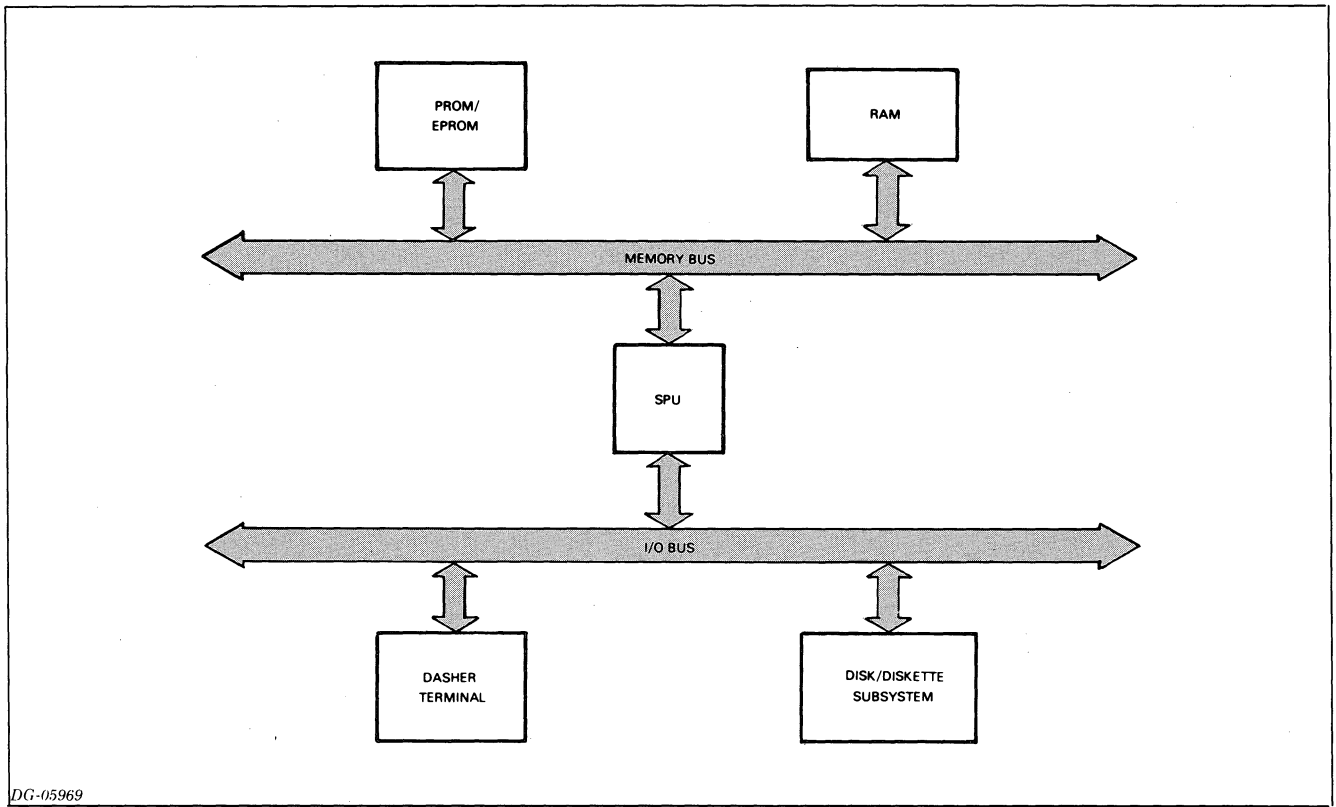 PROM/
EPROM
RAM
MEMORY BUS
SPU
I/O BUS
DASHER
TERMINAL
DISK/DISKETTE
SUBSYSTEM
DG-05969